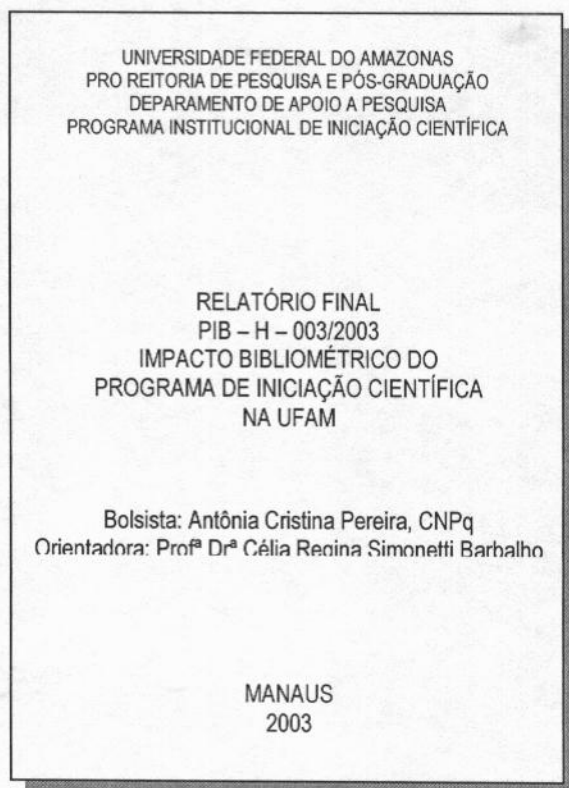 UNIVERSIDADE FEDERAL DO AMAZONAS
PRO REITORIA DE PESQUISA E PÓS-GRADUAÇÃO
DEPARAMENTO DE APOIO A PESQUISA
PROGRAMA INSTITUCIONAL DE INICIAÇÃO CIENTÍFICA
RELATÓRIO FINAL
PIB – H – 003/2003
IMPACTO BIBLIOMÉTRICO DO
PROGRAMA DE INICIAÇÃO CIENTÍFICA
NA UFAM
Bolsista: Antônia Cristina Pereira, CNPq
Orientadora: Profª Drª Célia Regina Simonetti Barbalho
MANAUS
2003